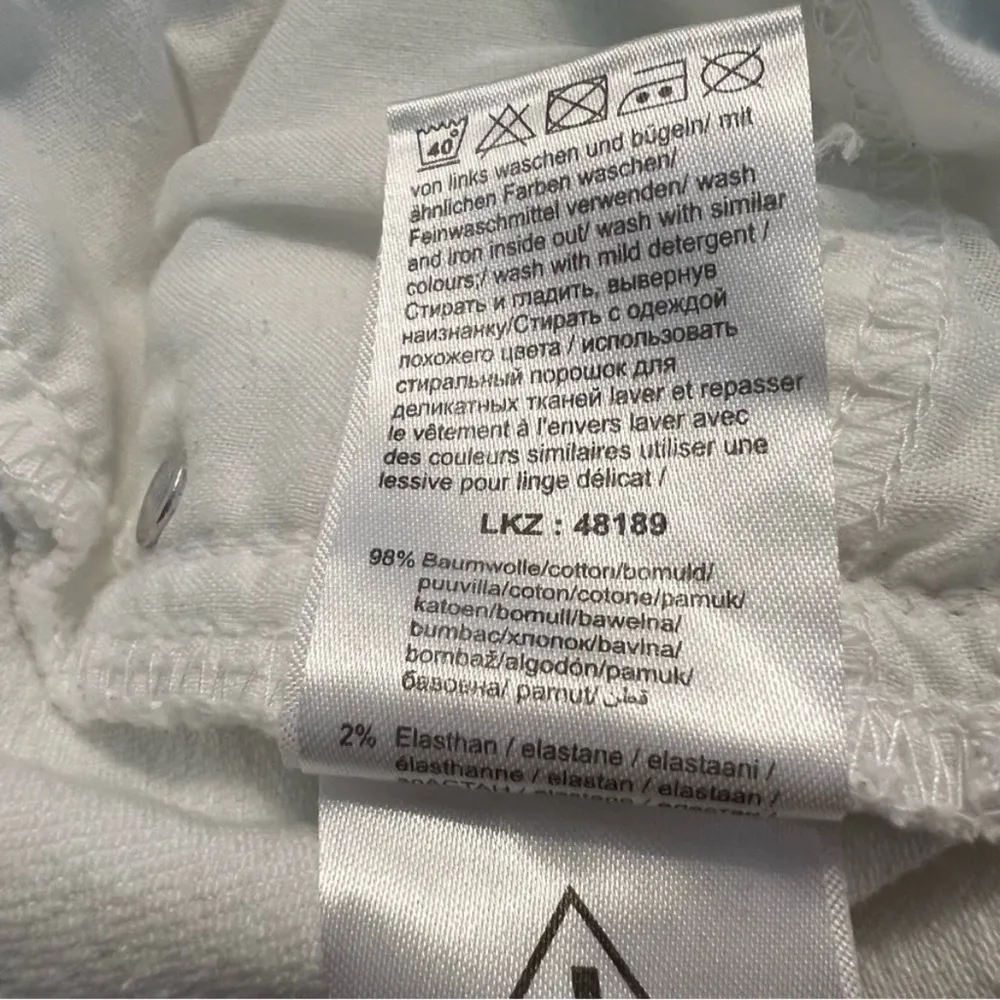 40°
von links waschen und bügeln/ mit
ähnlichen Farben waschen/
Feinwaschmittel verwenden/ wash
and iron inside out/ wash with similar
colours;/ wash with mild detergent /
Стирать и гладить, вывернув
наизнанку/Стирать с одеждой
похожего цвета / использовать
стиральный порошок для
деликатных тканей laver et repasser
le vêtement à l'envers laver avec
des couleurs similaires utiliser une
lessive pour linge délicat /
LKZ : 48189
98% Baumwolle/cotton/bomuld/
puuvilla/coton/cotone/pamuk/
katoen/bomull/bawełna/
bumbac/хлопок/bavlna/
bombaž/algodón/pamuk/
бавовна/ pamut/ قطن
2% Elasthan / elastane / elastaani /
élasthanne / elastan / elastaan /